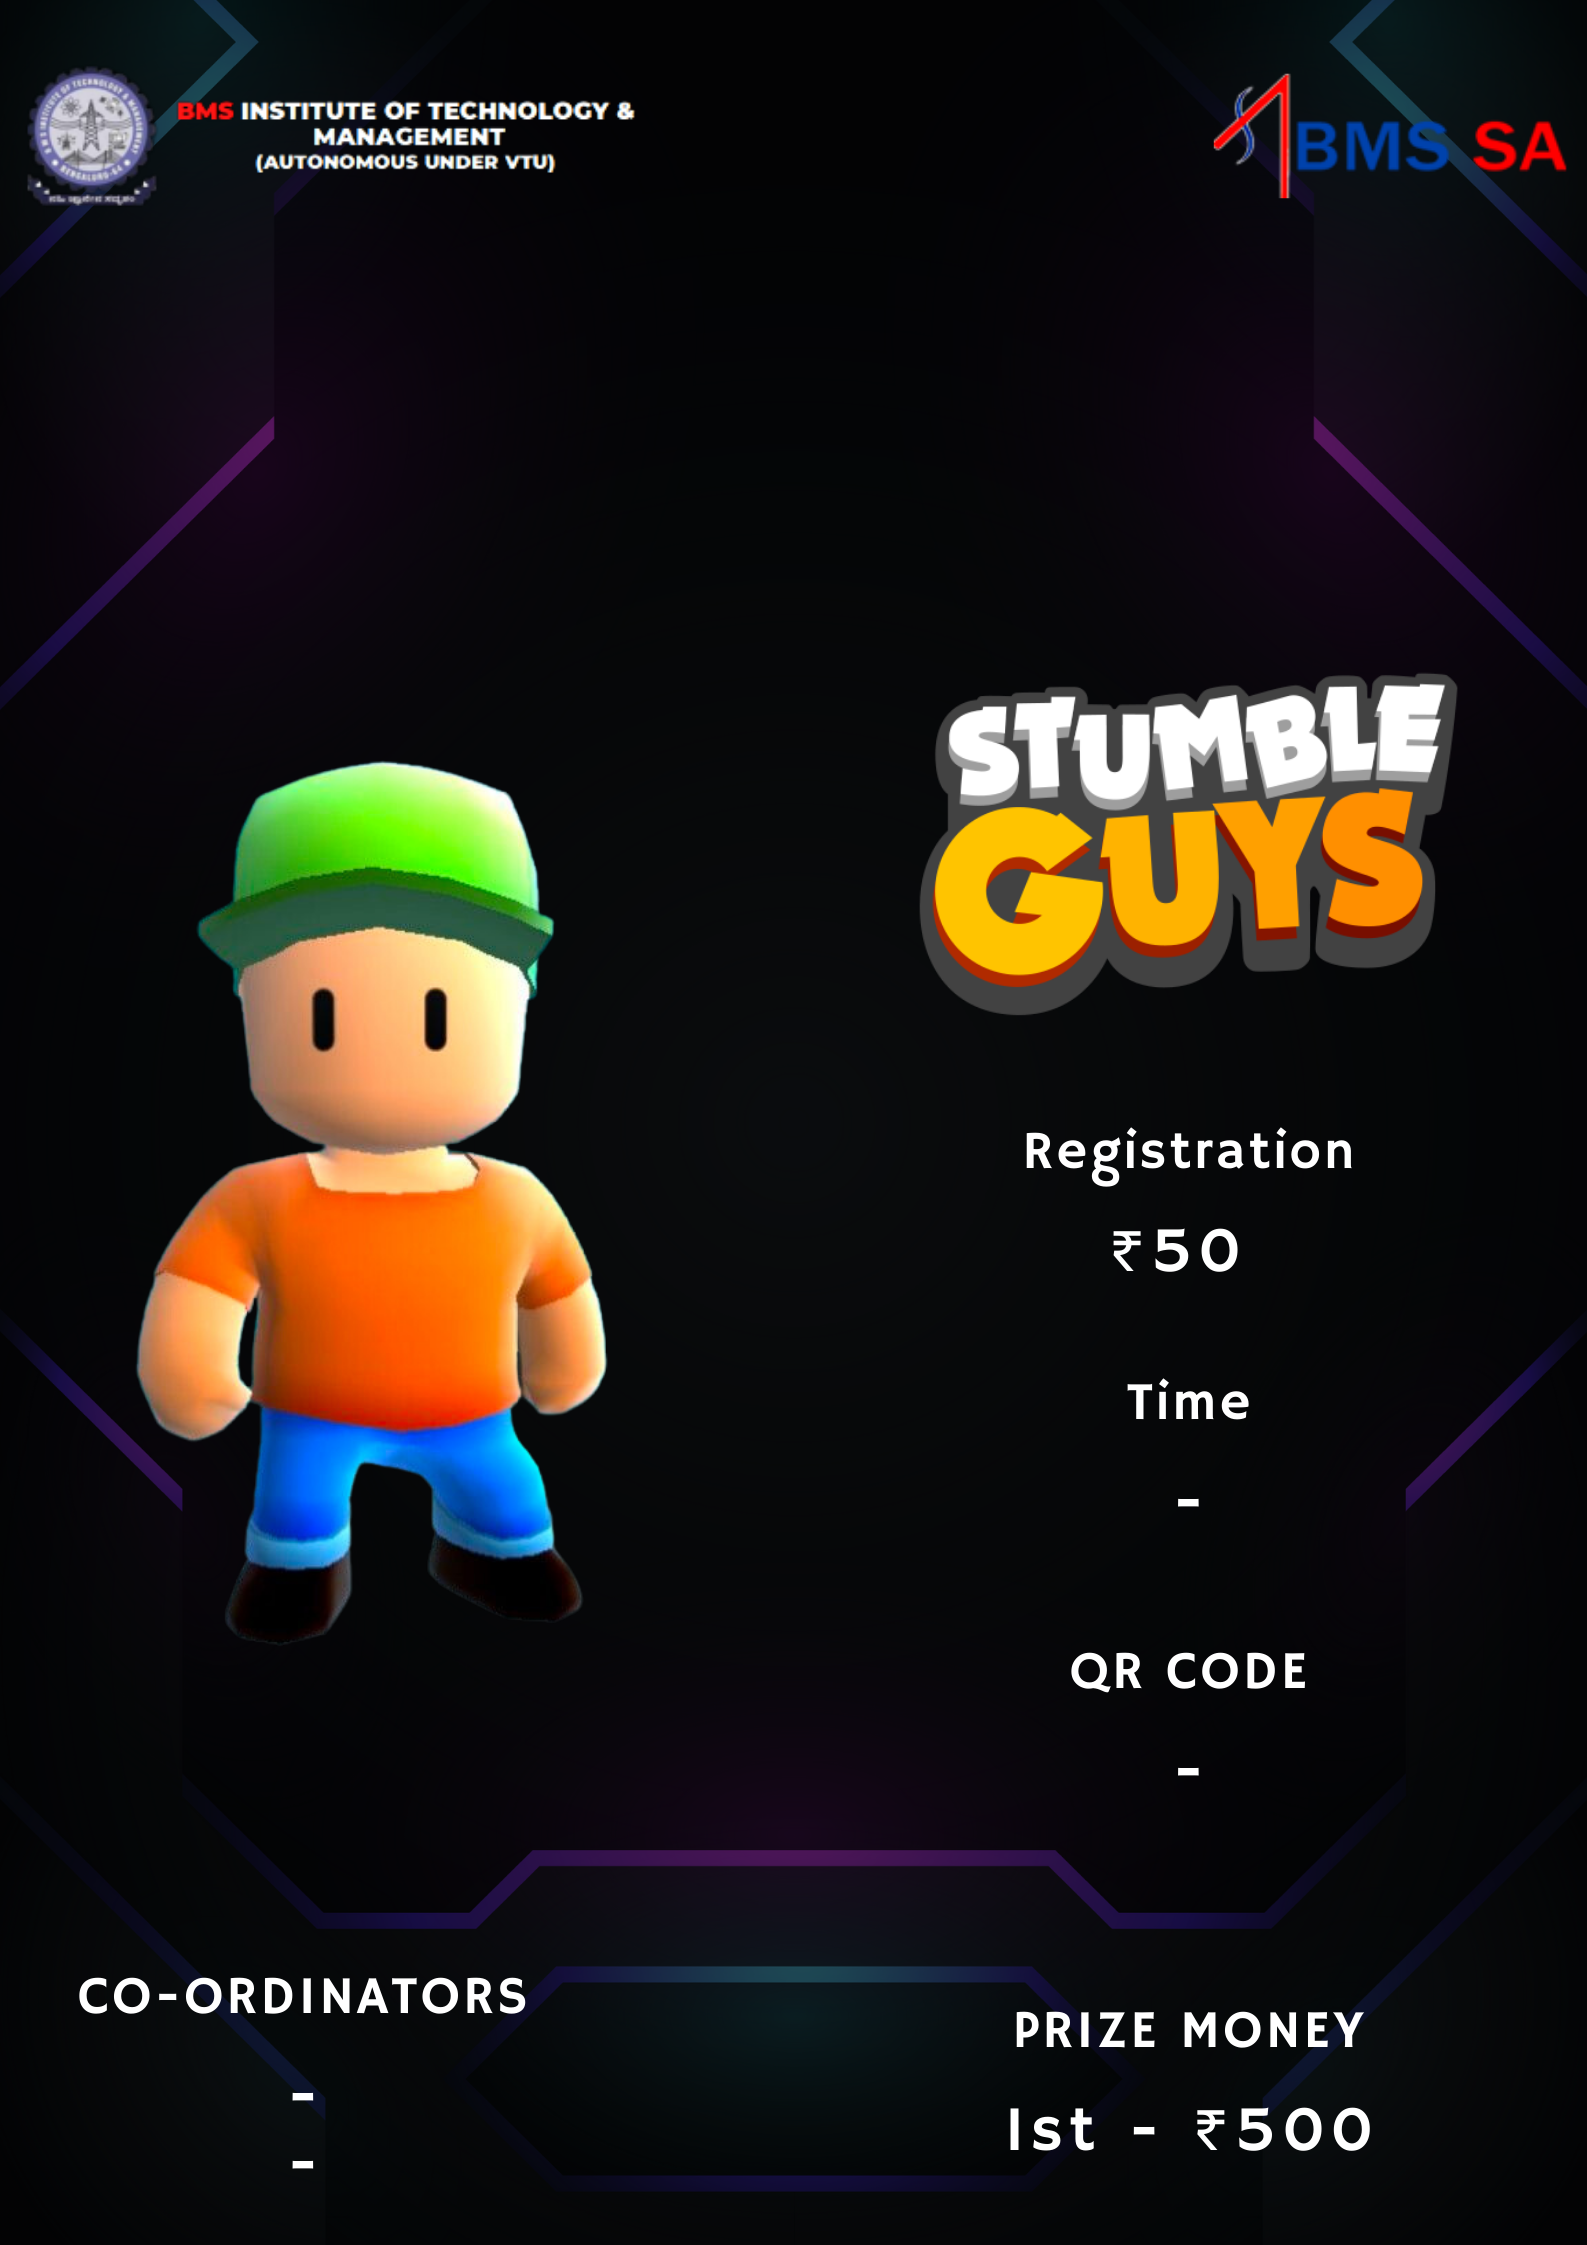 BMS INSTITUTE OF TECHNOLOGY &
MANAGEMENT
(AUTONOMOUS UNDER VTU)
BMS SA
STUMBLE
GUYS
Registration
₹50
Time
-
QR CODE
-
CO-ORDINATORS
-
-
PRIZE MONEY
1st - ₹500